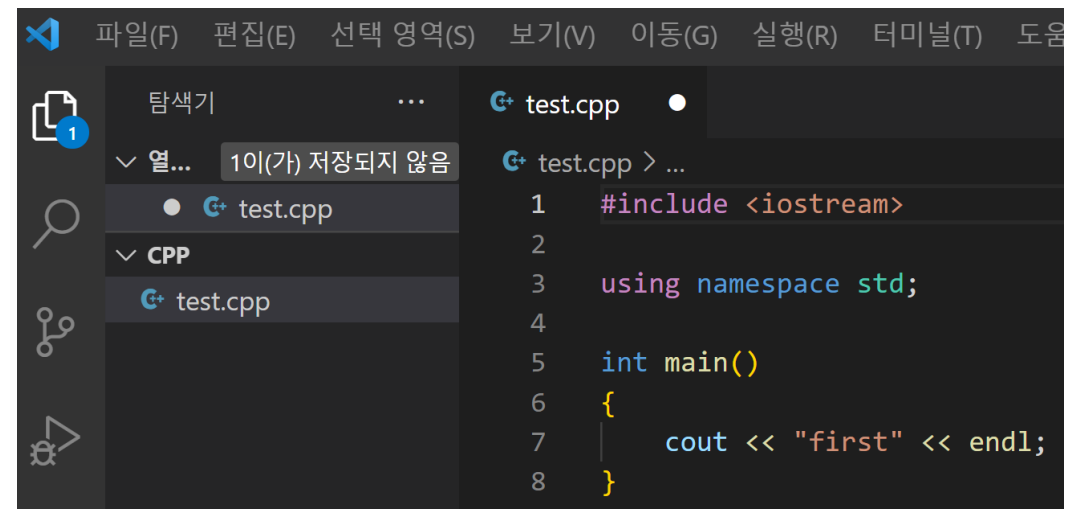 파일(F) 편집(E) 선택 영역(S) 보기(V) 이동(G) 실행(R) 터미널(T) 도움
탐색기 ...
test.cpp
1
열... 1이(가) 저장되지 않음
test.cpp
CPP
test.cpp
test.cpp > ...
1 #include <iostream>
2
3 using namespace std;
4
5 int main()
6 {
7 cout << "first" << endl;
8 }